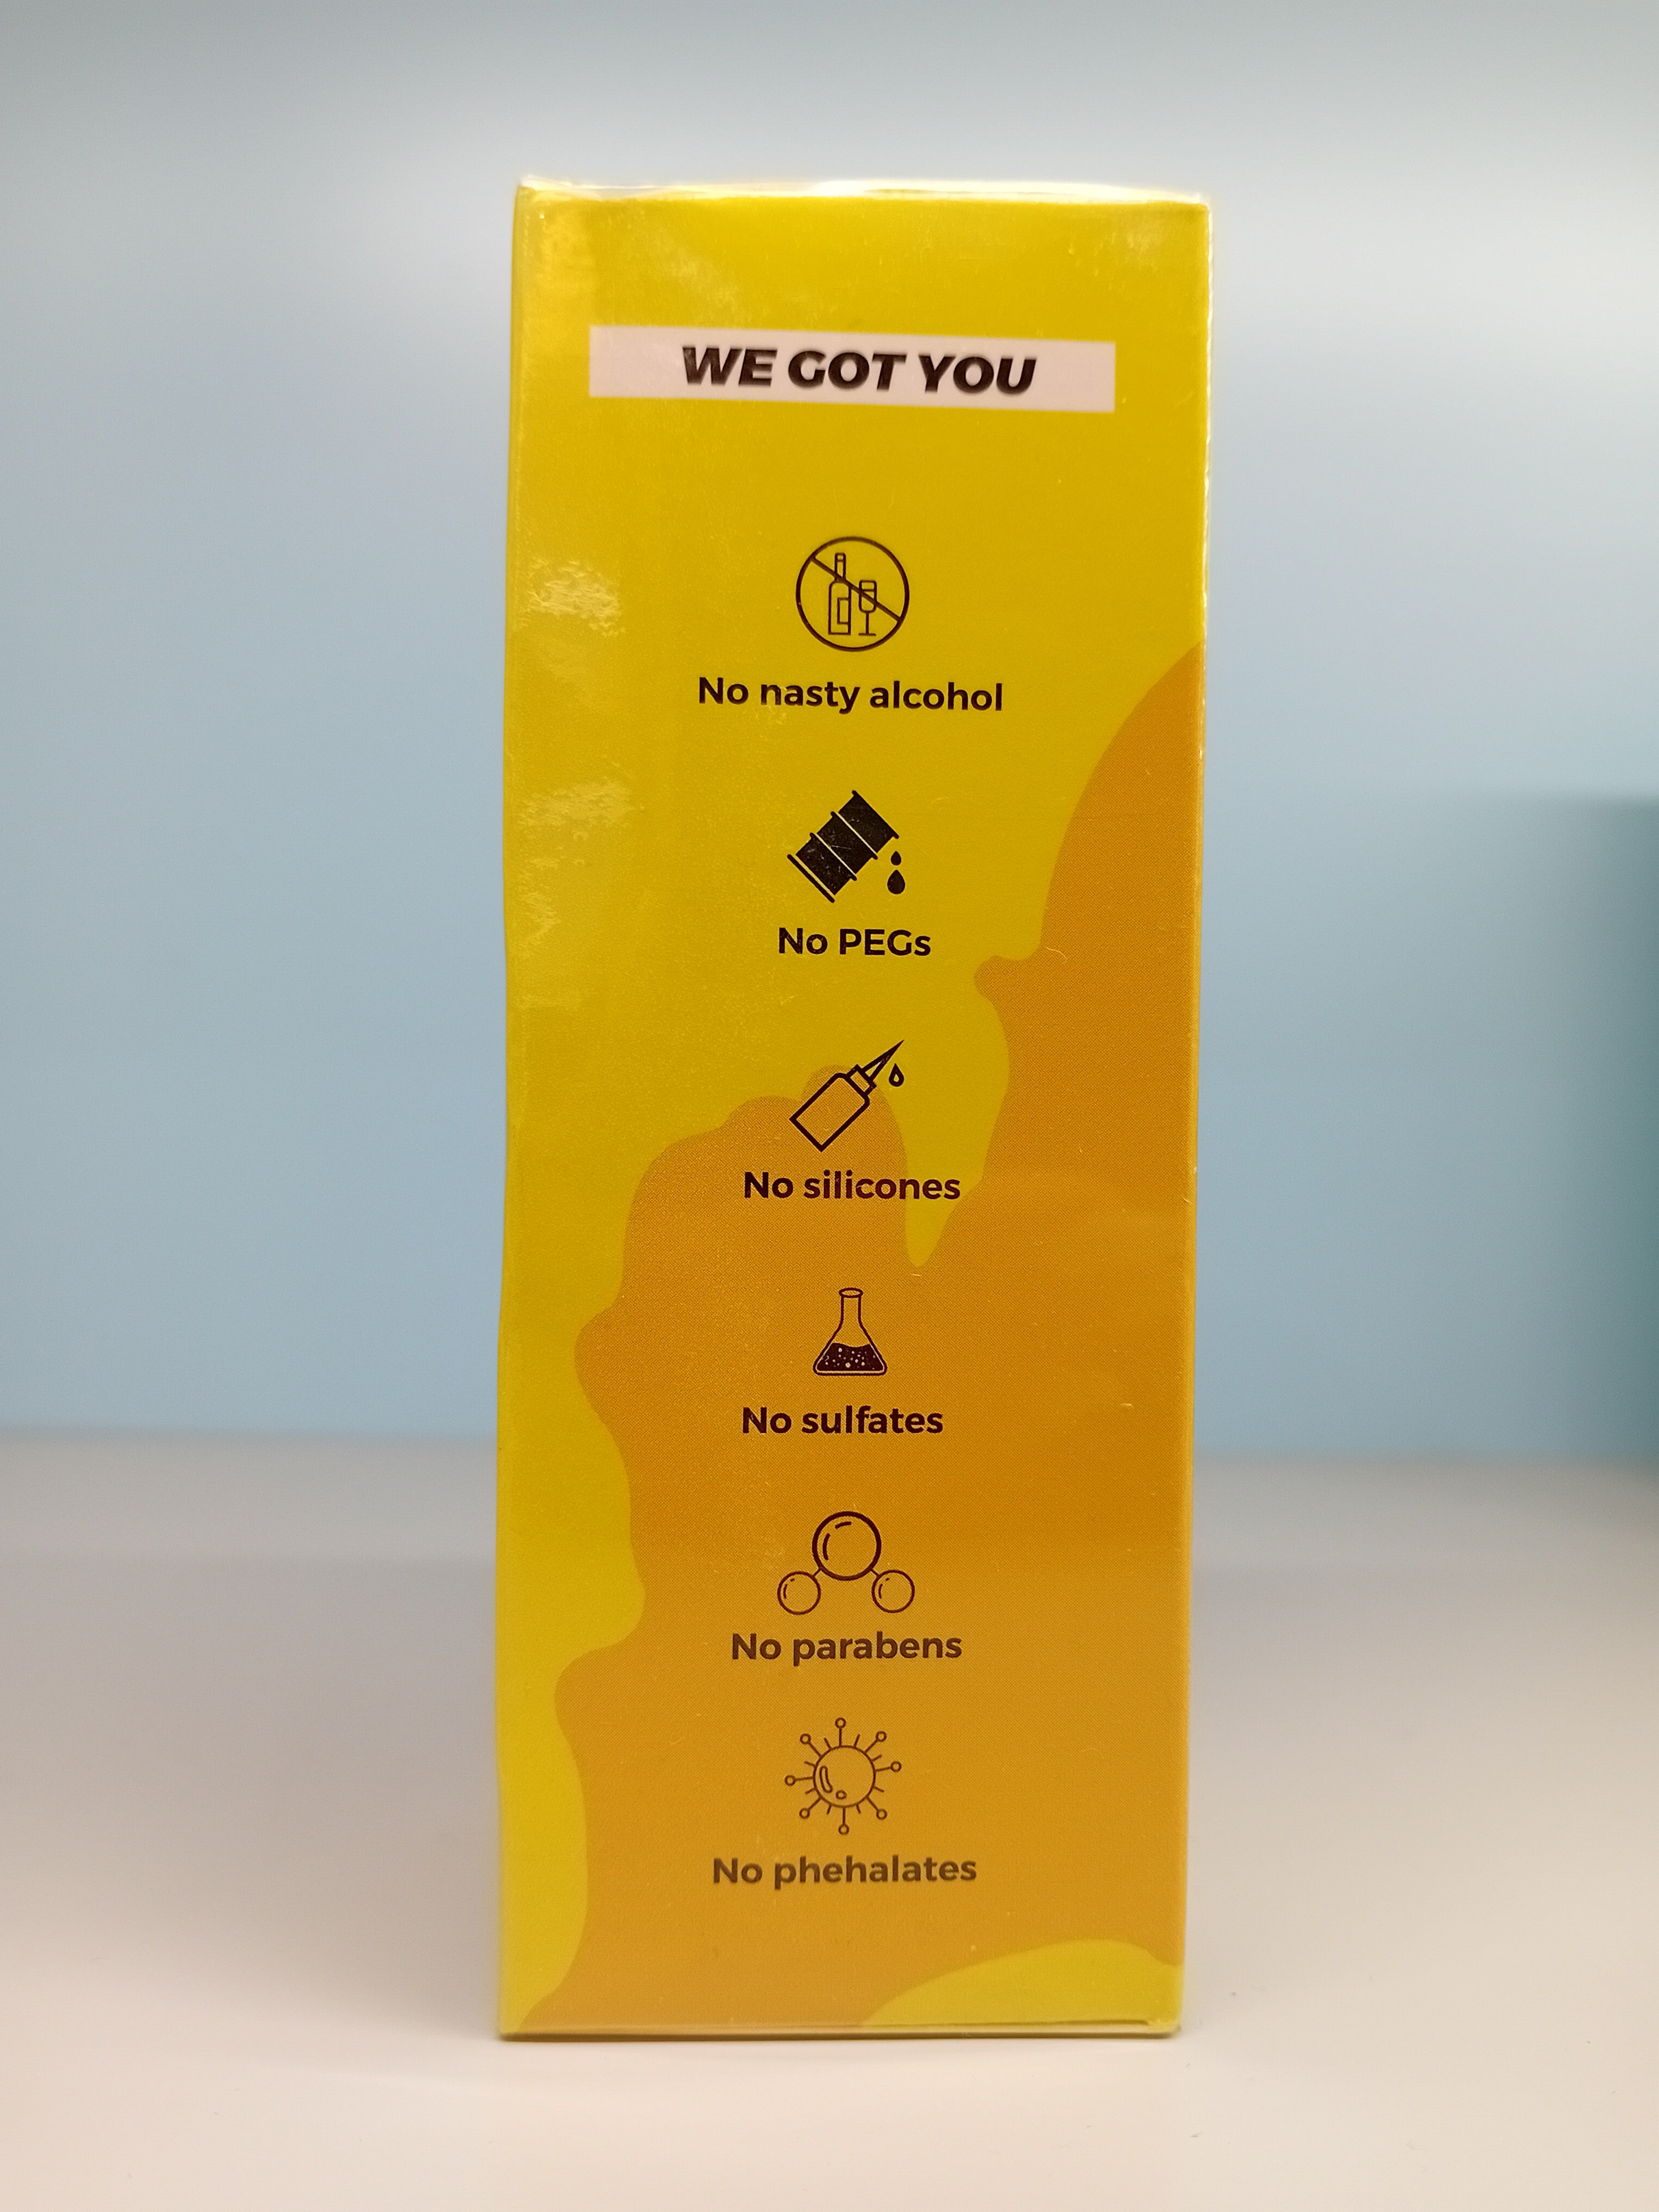 WE GOT YOU
No nasty alcohol
No PEGs
No silicones
No sulfates
No parabens
No phehalates